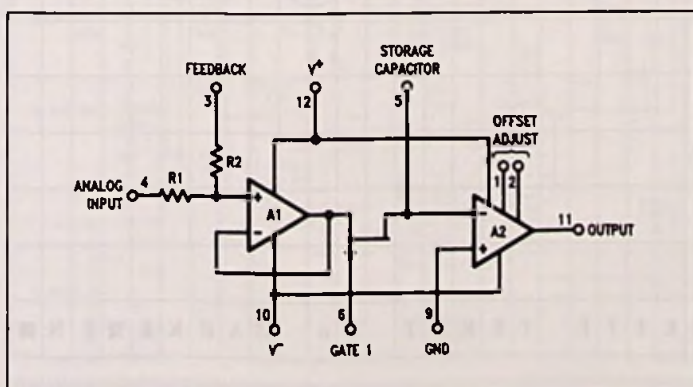 FEEDBACK
3
V+
12
STORAGE
CAPACITOR
5
OFFSET
ADJUST
1
2
ANALOG
INPUT
4
R1
R2
+
-
A1
-
+
A2
11
OUTPUT
10
V-
6
GATE 1
9
GND